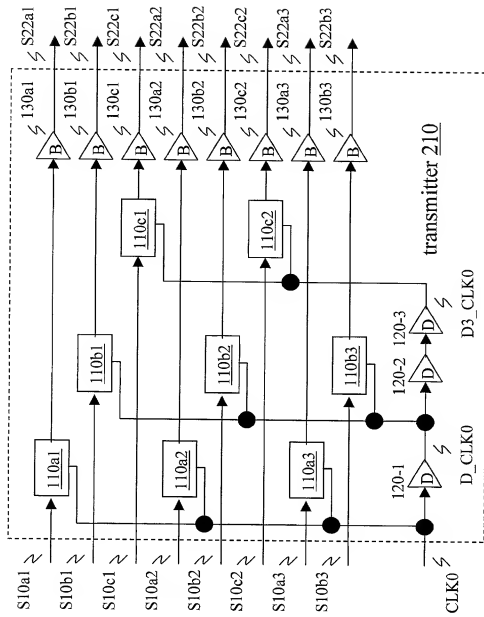 S22a1
S22b1
S22c1
S22a2
S22b2
S22c2
S22a3
S22b3
130a1
130b1
130c1
130a2
130b2
130c2
130a3
130b3
B
B
B
B
B
B
B
B
transmitter 210
110c1
110c2
110b1
110b2
110b3
120-3
D
D3_CLK0
120-2
D
110a1
110a2
110a3
120-1
D
D_CLK0
S10a1
S10b1
S10c1
S10a2
S10b2
S10c2
S10a3
S10b3
CLK0